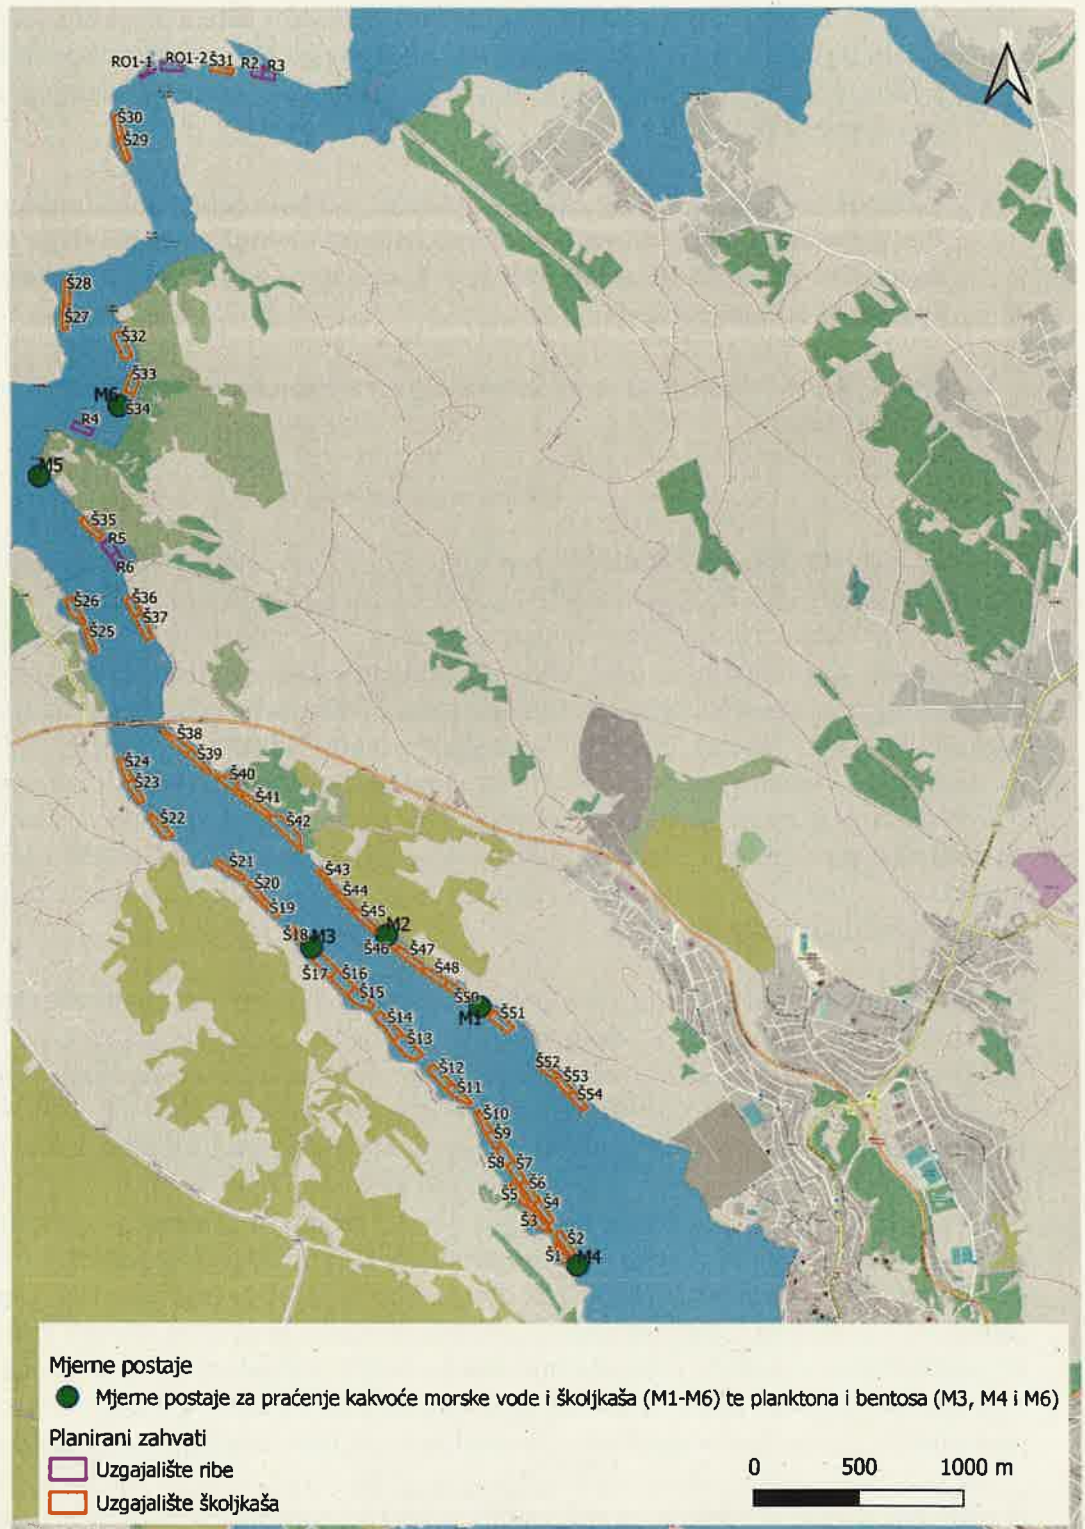 RO1-1
RO1-2
Š31
R2
R3
Š30
Š29
Š28
Š27
Š32
Š33
M6
Š34
R4
M5
Š35
R5
R6
Š26
Š36
Š37
Š25
Š38
Š39
Š24
Š40
Š23
Š41
Š22
Š42
Š21
Š43
Š20
Š44
Š19
Š45
Š18
M3
M2
Š46
Š47
Š17
Š16
Š48
Š15
Š50
M1
Š51
Š14
Š13
Š12
Š52
Š11
Š53
Š54
Š10
Š9
Š8
Š7
Š6
Š5
Š4
Š3
Š2
Š1
M4
Mjerne postaje
Mjerne postaje za praćenje kakvoće morske vode i školjkaša (M1-M6) te planktona i bentosa (M3, M4 i M6)
Planirani zahvati
Uzgajalište ribe
Uzgajalište školjkaša
0 500 1000 m